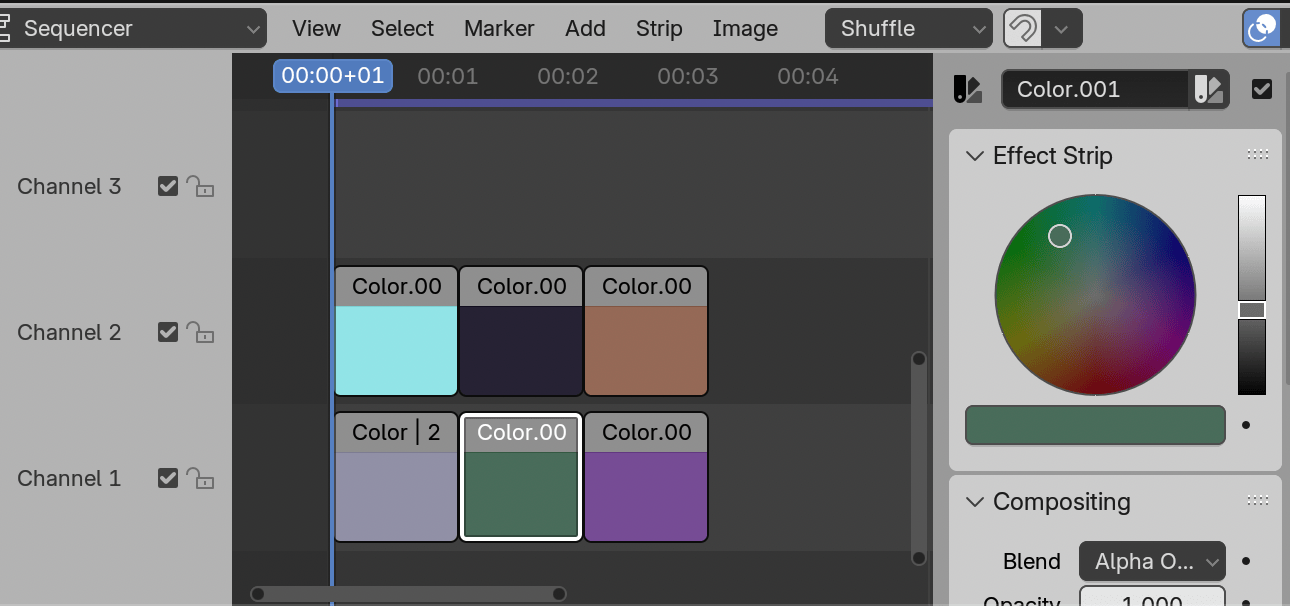 Sequencer View Select Marker Add Strip Image Shuffle
00:00+01 00:01 00:02 00:03 00:04
Color.001
Effect Strip
Channel 3
Color.00 Color.00 Color.00
Channel 2
Color | 2 Color.00 Color.00
Channel 1
Compositing
Blend Alpha O...
Opacity 1.000